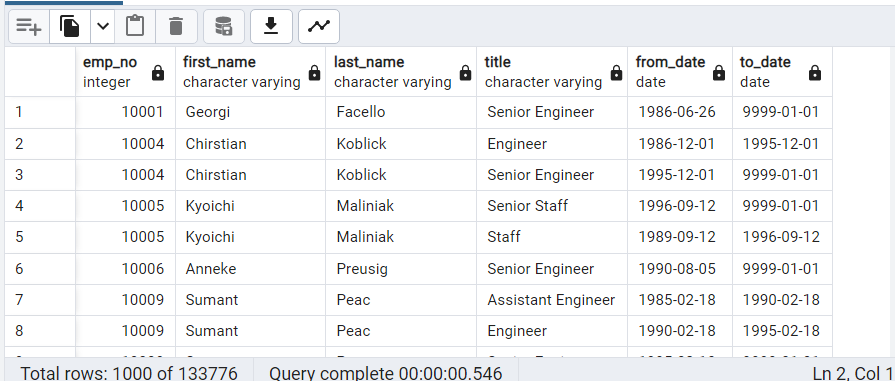 emp_no first_name last_name title from_date to_date
integer character varying character varying character varying date date
1 10001 Georgi Facello Senior Engineer 1986-06-26 9999-01-01
2 10004 Chirstian Koblick Engineer 1986-12-01 1995-12-01
3 10004 Chirstian Koblick Senior Engineer 1995-12-01 9999-01-01
4 10005 Kyoichi Maliniak Senior Staff 1996-09-12 9999-01-01
5 10005 Kyoichi Maliniak Staff 1989-09-12 1996-09-12
6 10006 Anneke Preusig Senior Engineer 1990-08-05 9999-01-01
7 10009 Sumant Peac Assistant Engineer 1985-02-18 1990-02-18
8 10009 Sumant Peac Engineer 1990-02-18 1995-02-18
Total rows: 1000 of 133776 Query complete 00:00:00.546 Ln 2, Col 1